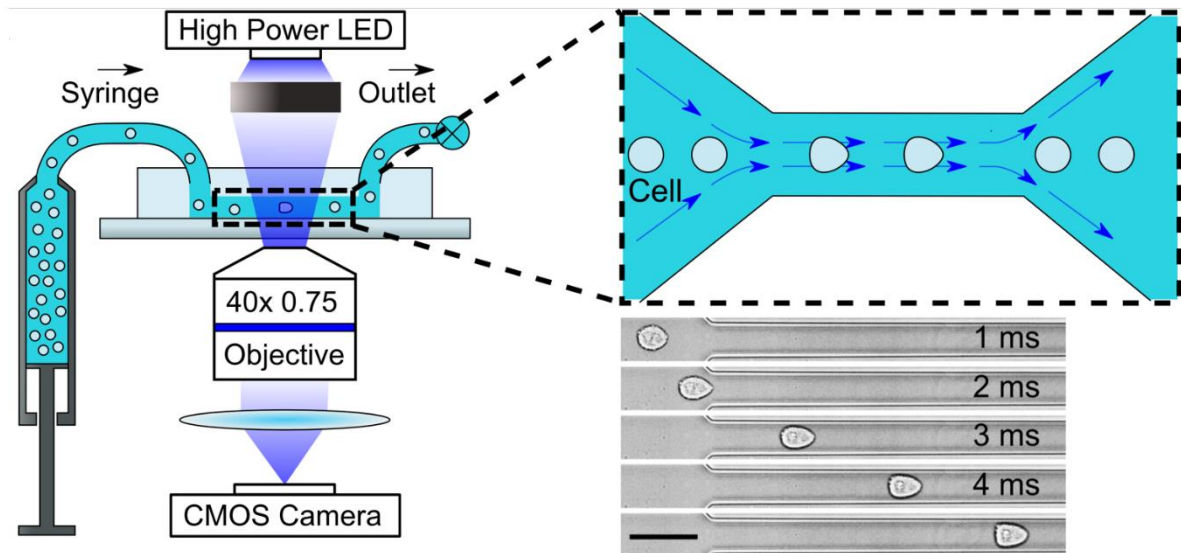 High Power LED
Syringe
Outlet
40x 0.75
Objective
CMOS Camera
Cell
1 ms
2 ms
3 ms
4 ms